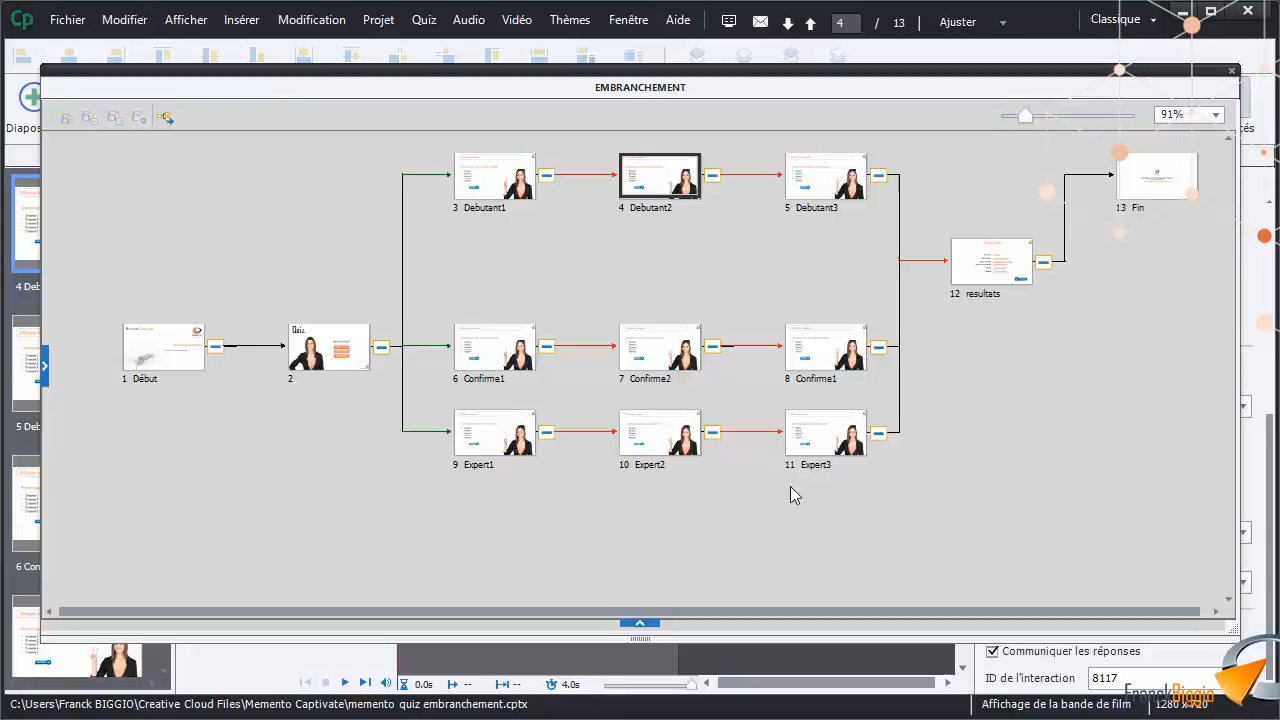 Cp Fichier Modifier Afficher Insérer Modification Projet Quiz Audio Vidéo Thèmes Fenêtre Aide 4 / 13 Ajuster Classique
EMBRANCHEMENT
Diapos
91%
3 Debutant1
4 Debutant2
5 Debutant3
13 Fin
12 resultats
4 Deb
Quiz
1 Début
2
6 Confirme1
7 Confirme2
8 Confirme1
5 Deb
9 Expert1
10 Expert2
11 Expert3
6 Con
Communiquer les réponses
ID de l'interaction 8117
0.0s -- -- 4.0s
FranckBiggio
C:\Users\Franck BIGGIO\Creative Cloud Files\Memento Captivate\memento_quiz_embranchement.cptx
Affichage de la bande de film 1280 x 720